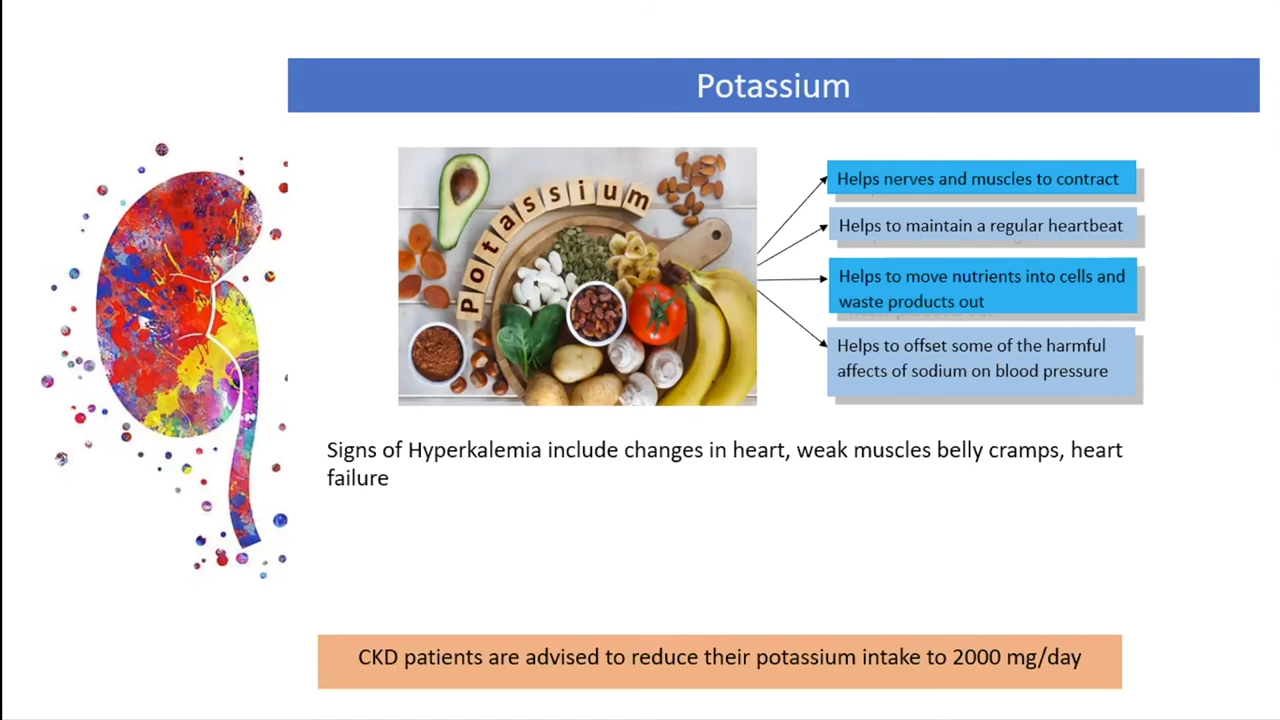 Potassium
Potassium
Helps nerves and muscles to contract
Helps to maintain a regular heartbeat
Helps to move nutrients into cells and
waste products out
Helps to offset some of the harmful
affects of sodium on blood pressure
Signs of Hyperkalemia include changes in heart, weak muscles belly cramps, heart
failure
CKD patients are advised to reduce their potassium intake to 2000 mg/day